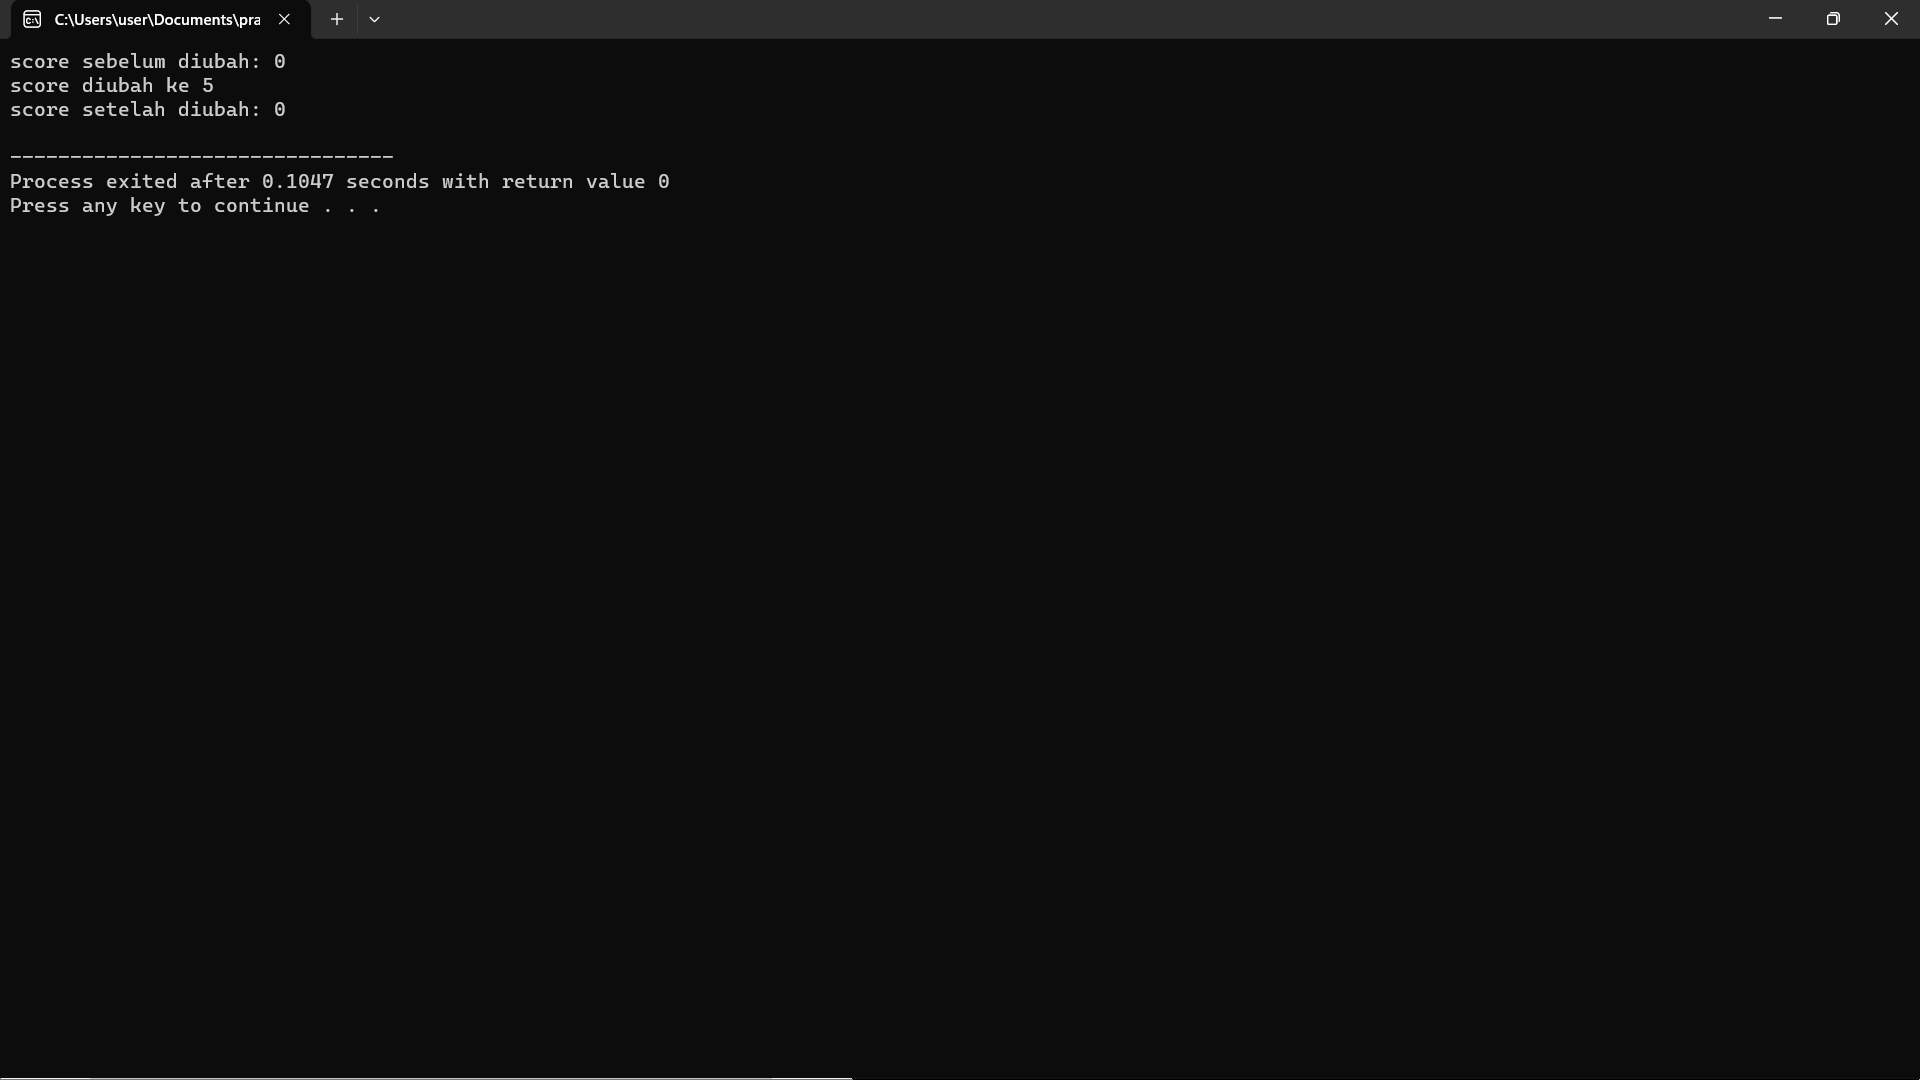 C:\Users\user\Documents\pra
score sebelum diubah: 0
score diubah ke 5
score setelah diubah: 0
--------------------------------
Process exited after 0.1047 seconds with return value 0
Press any key to continue . . .